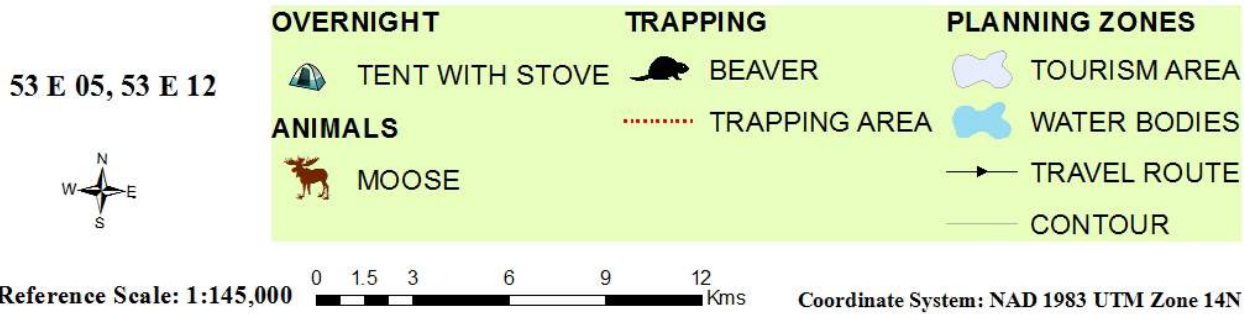 OVERNIGHT TRAPPING PLANNING ZONES
TENT WITH STOVE BEAVER TOURISM AREA
53 E 05, 53 E 12
ANIMALS TRAPPING AREA WATER BODIES
N
W E
S
MOOSE TRAVEL ROUTE
CONTOUR
0 1.5 3 6 9 12
Reference Scale: 1:145,000 Kms Coordinate System: NAD 1983 UTM Zone 14N